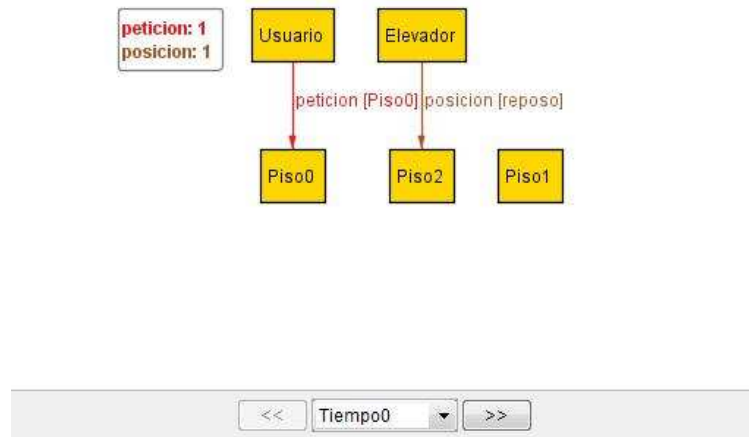 peticion: 1
posicion: 1
Usuario
Elevador
peticion [Piso0]
posicion [reposo]
Piso0
Piso2
Piso1
<<
Tiempo0
>>